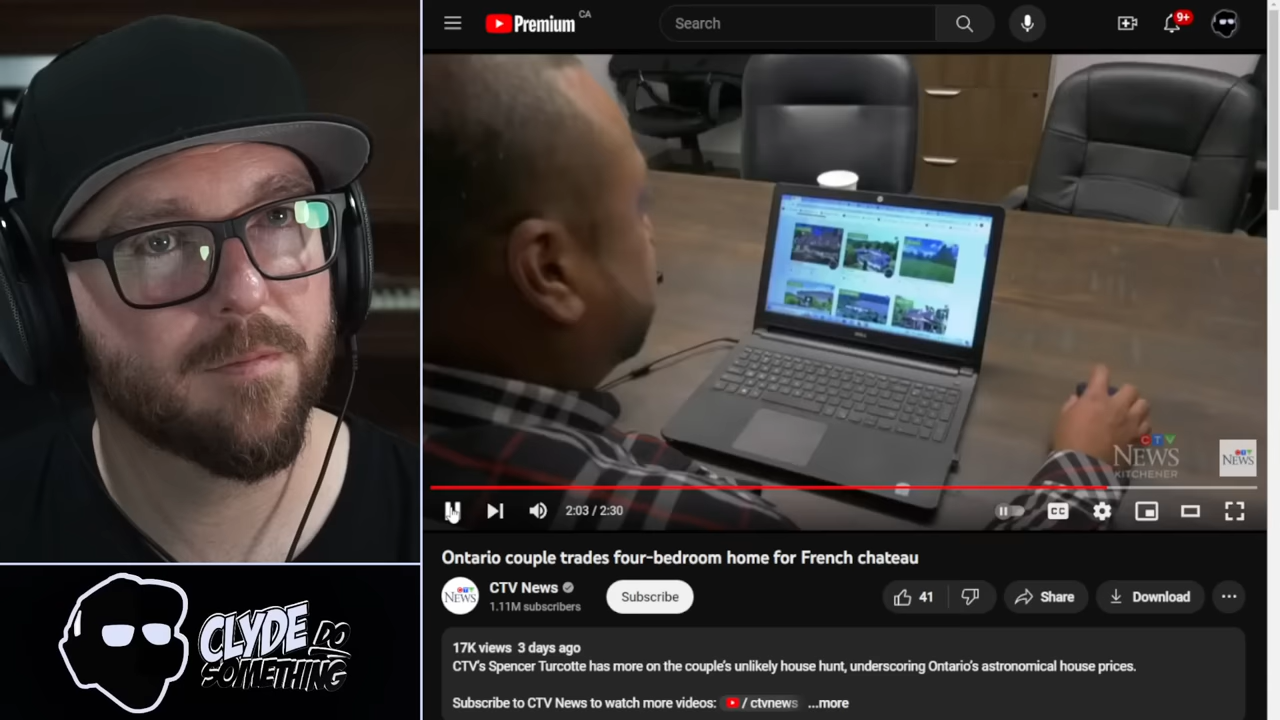 Premium CA
Search
9+
CTV
NEWS
KITCHENER
CTV
NEWS
2:03 / 2:30
CC
Ontario couple trades four-bedroom home for French chateau
CTV
NEWS
CTV News
1.11M subscribers
Subscribe
41
Share
Download
17K views 3 days ago
CTV's Spencer Turcotte has more on the couple's unlikely house hunt, underscoring Ontario's astronomical house prices.
Subscribe to CTV News to watch more videos: / ctvnews ...more
CLYDE DO
SOMETHING